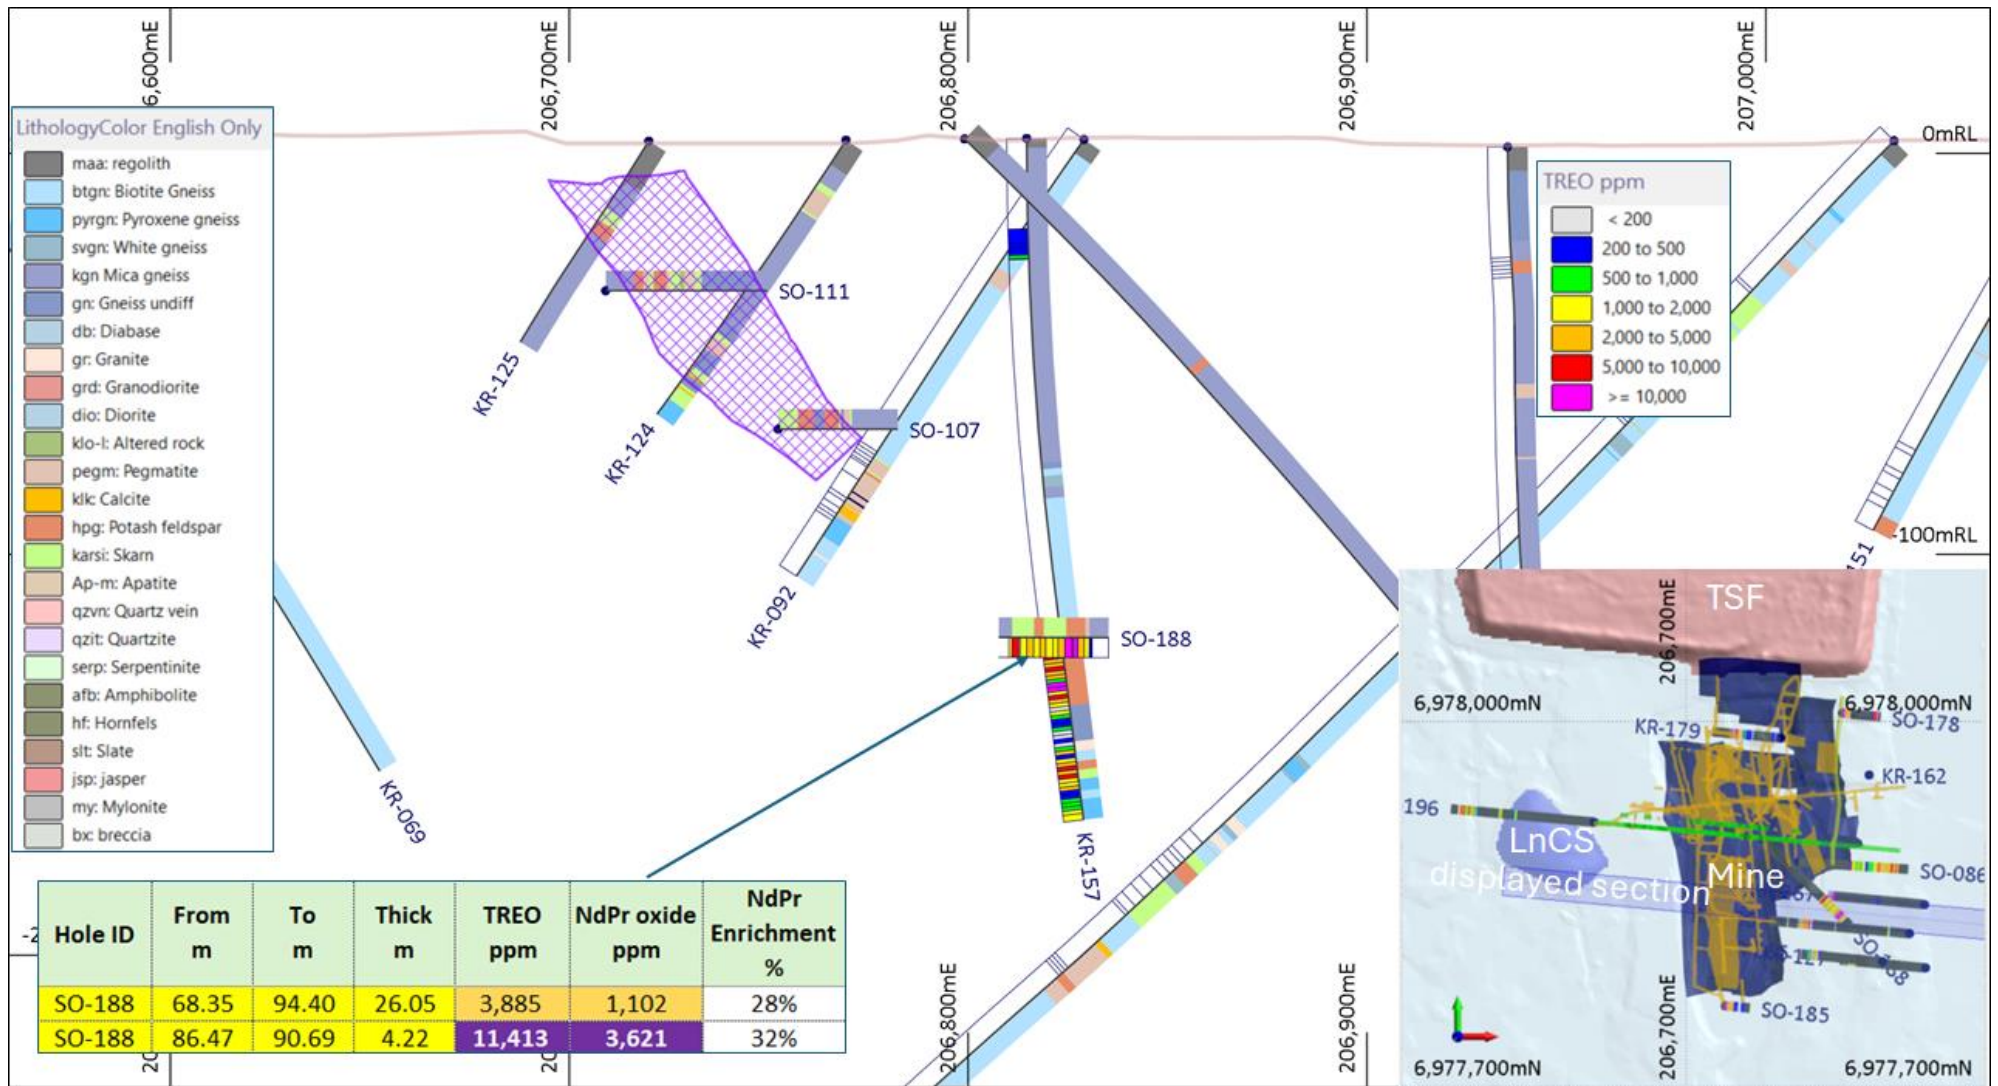 6,600mE
206,700mE
206,800mE
206,900mE
207,000mE
0mRL
LithologyColor English Only
maa: regolith
btgn: Biotite Gneiss
pyrgn: Pyroxene gneiss
svgn: White gneiss
kgn Mica gneiss
gn: Gneiss undiff
db: Diabase
gr: Granite
grd: Granodiorite
dio: Diorite
klo-l: Altered rock
pegm: Pegmatite
klk: Calcite
hpg: Potash feldspar
karsi: Skarn
Ap-m: Apatite
qzvn: Quartz vein
qzit: Quartzite
serp: Serpentinite
afb: Amphibolite
hf: Hornfels
slt: Slate
jsp: jasper
my: Mylonite
bx: breccia
TREO ppm
< 200
200 to 500
500 to 1,000
1,000 to 2,000
2,000 to 5,000
5,000 to 10,000
>= 10,000
SO-111
KR-125
KR-124
SO-107
KR-092
SO-188
KR-157
KR-069
-100mRL
151
-2
Hole ID From m To m Thick m TREO ppm NdPr oxide ppm NdPr Enrichment %
SO-188 68.35 94.40 26.05 3,885 1,102 28%
SO-188 86.47 90.69 4.22 11,413 3,621 32%
20
20
206,800mE
206,900mE
TSF
206,700mE
6,978,000mN
6,978,000mN
KR-179
SO-178
KR-162
196
LnCS
displayed section
Mine
SO-086
SO-185
206,700mE
6,977,700mN
6,977,700mN